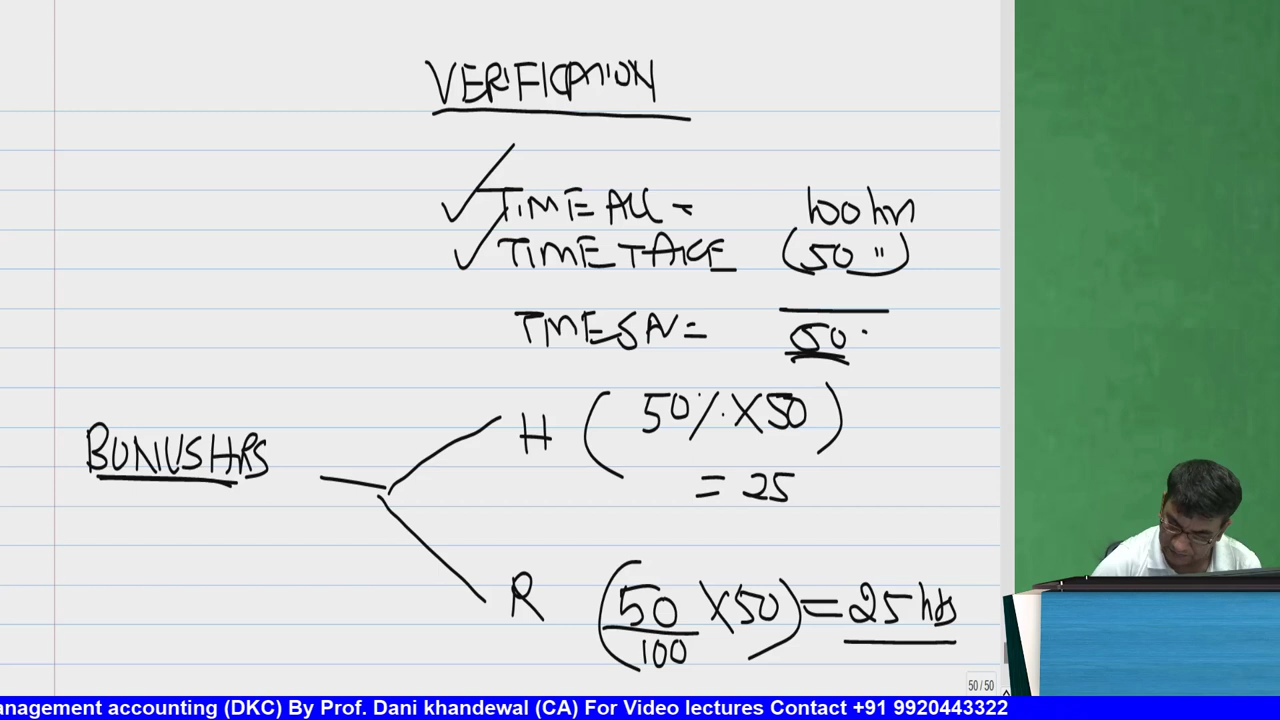 VERIFICATION
TIME ALL = 100 hrs
TIME TAKE (50 ")
TIME SAV = 50
BONUS HRS
H (50% X 50)
= 25
R (50/100 X 50) = 25 hrs
50 / 50
anagement accounting (DKC) By Prof. Dani khandewal (CA) For Video lectures Contact +91 9920443322